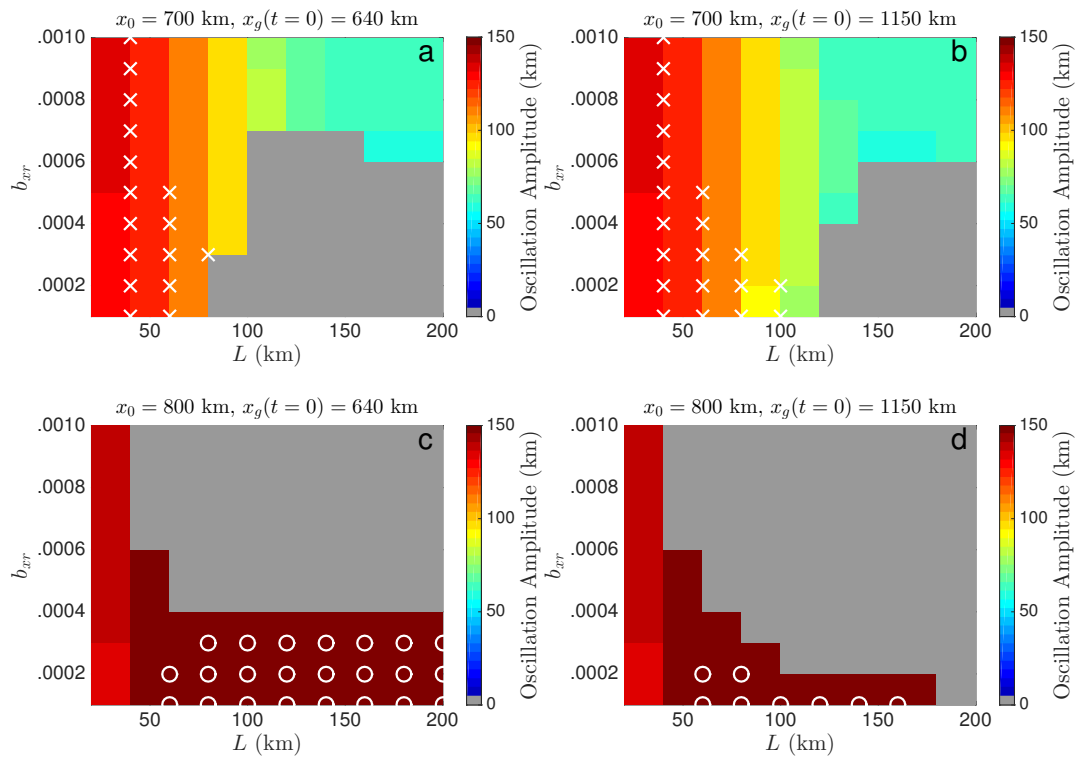 x₀ = 700 km, x_g(t = 0) = 640 km
a
.0010
.0008
.0006
.0004
.0002
b_xr
50
100
150
200
L (km)
150
100
50
0
Oscillation Amplitude (km)
x₀ = 700 km, x_g(t = 0) = 1150 km
b
.0010
.0008
.0006
.0004
.0002
b_xr
50
100
150
200
L (km)
150
100
50
0
Oscillation Amplitude (km)
x₀ = 800 km, x_g(t = 0) = 640 km
c
.0010
.0008
.0006
.0004
.0002
b_xr
50
100
150
200
L (km)
150
100
50
0
Oscillation Amplitude (km)
x₀ = 800 km, x_g(t = 0) = 1150 km
d
.0010
.0008
.0006
.0004
.0002
b_xr
50
100
150
200
L (km)
150
100
50
0
Oscillation Amplitude (km)